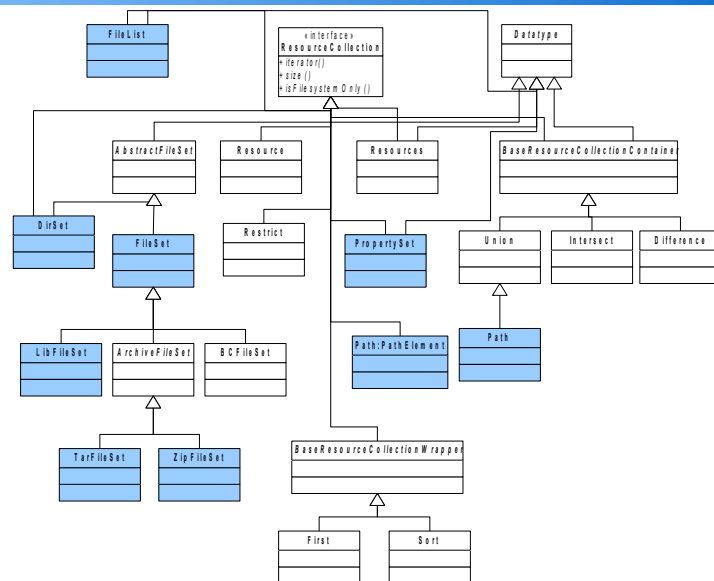 FileList
«interface»
ResourceCollection
+iterator()
+size()
+isFilesystemOnly()
Datatype
AbstractFileSet
Resource
Resources
BaseResourceCollectionContainer
DirSet
FileSet
Restrict
PropertySet
Union
Intersect
Difference
LibFileSet
ArchiveFileSet
BCFileSet
Path:PathElement
Path
TarFileSet
ZipFileSet
BaseResourceCollectionWrapper
First
Sort